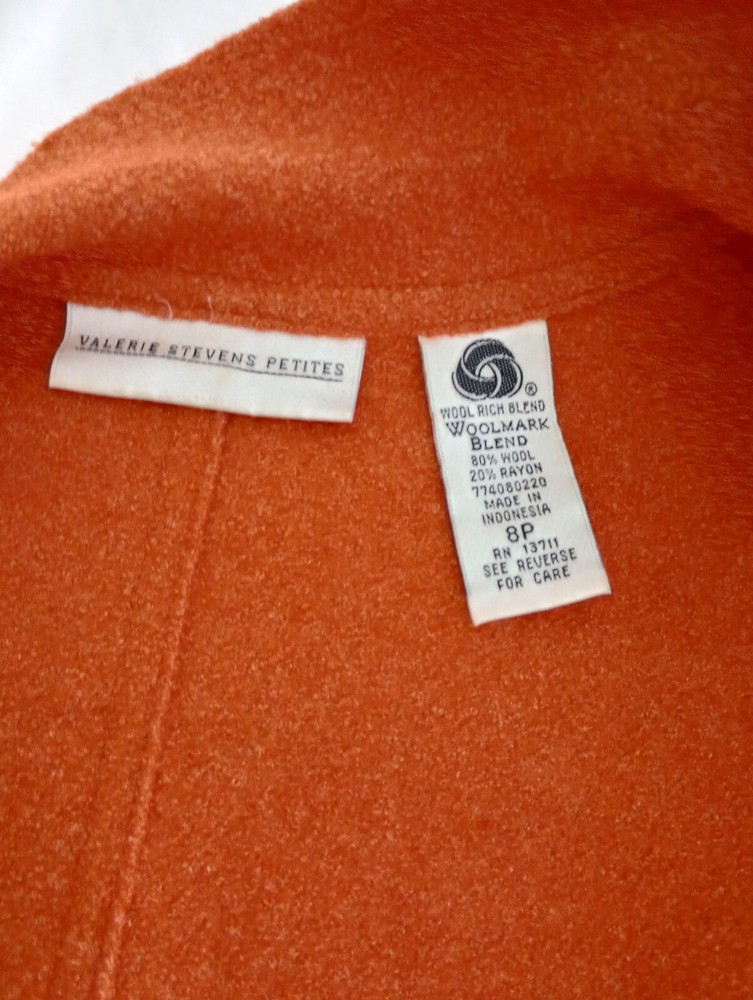 VALERIE STEVENS PETITES
®
WOOL RICH BLEND
WOOLMARK
BLEND
80% WOOL
20% RAYON
774080220
MADE IN
INDONESIA
8P
RN 13711
SEE REVERSE
FOR CARE